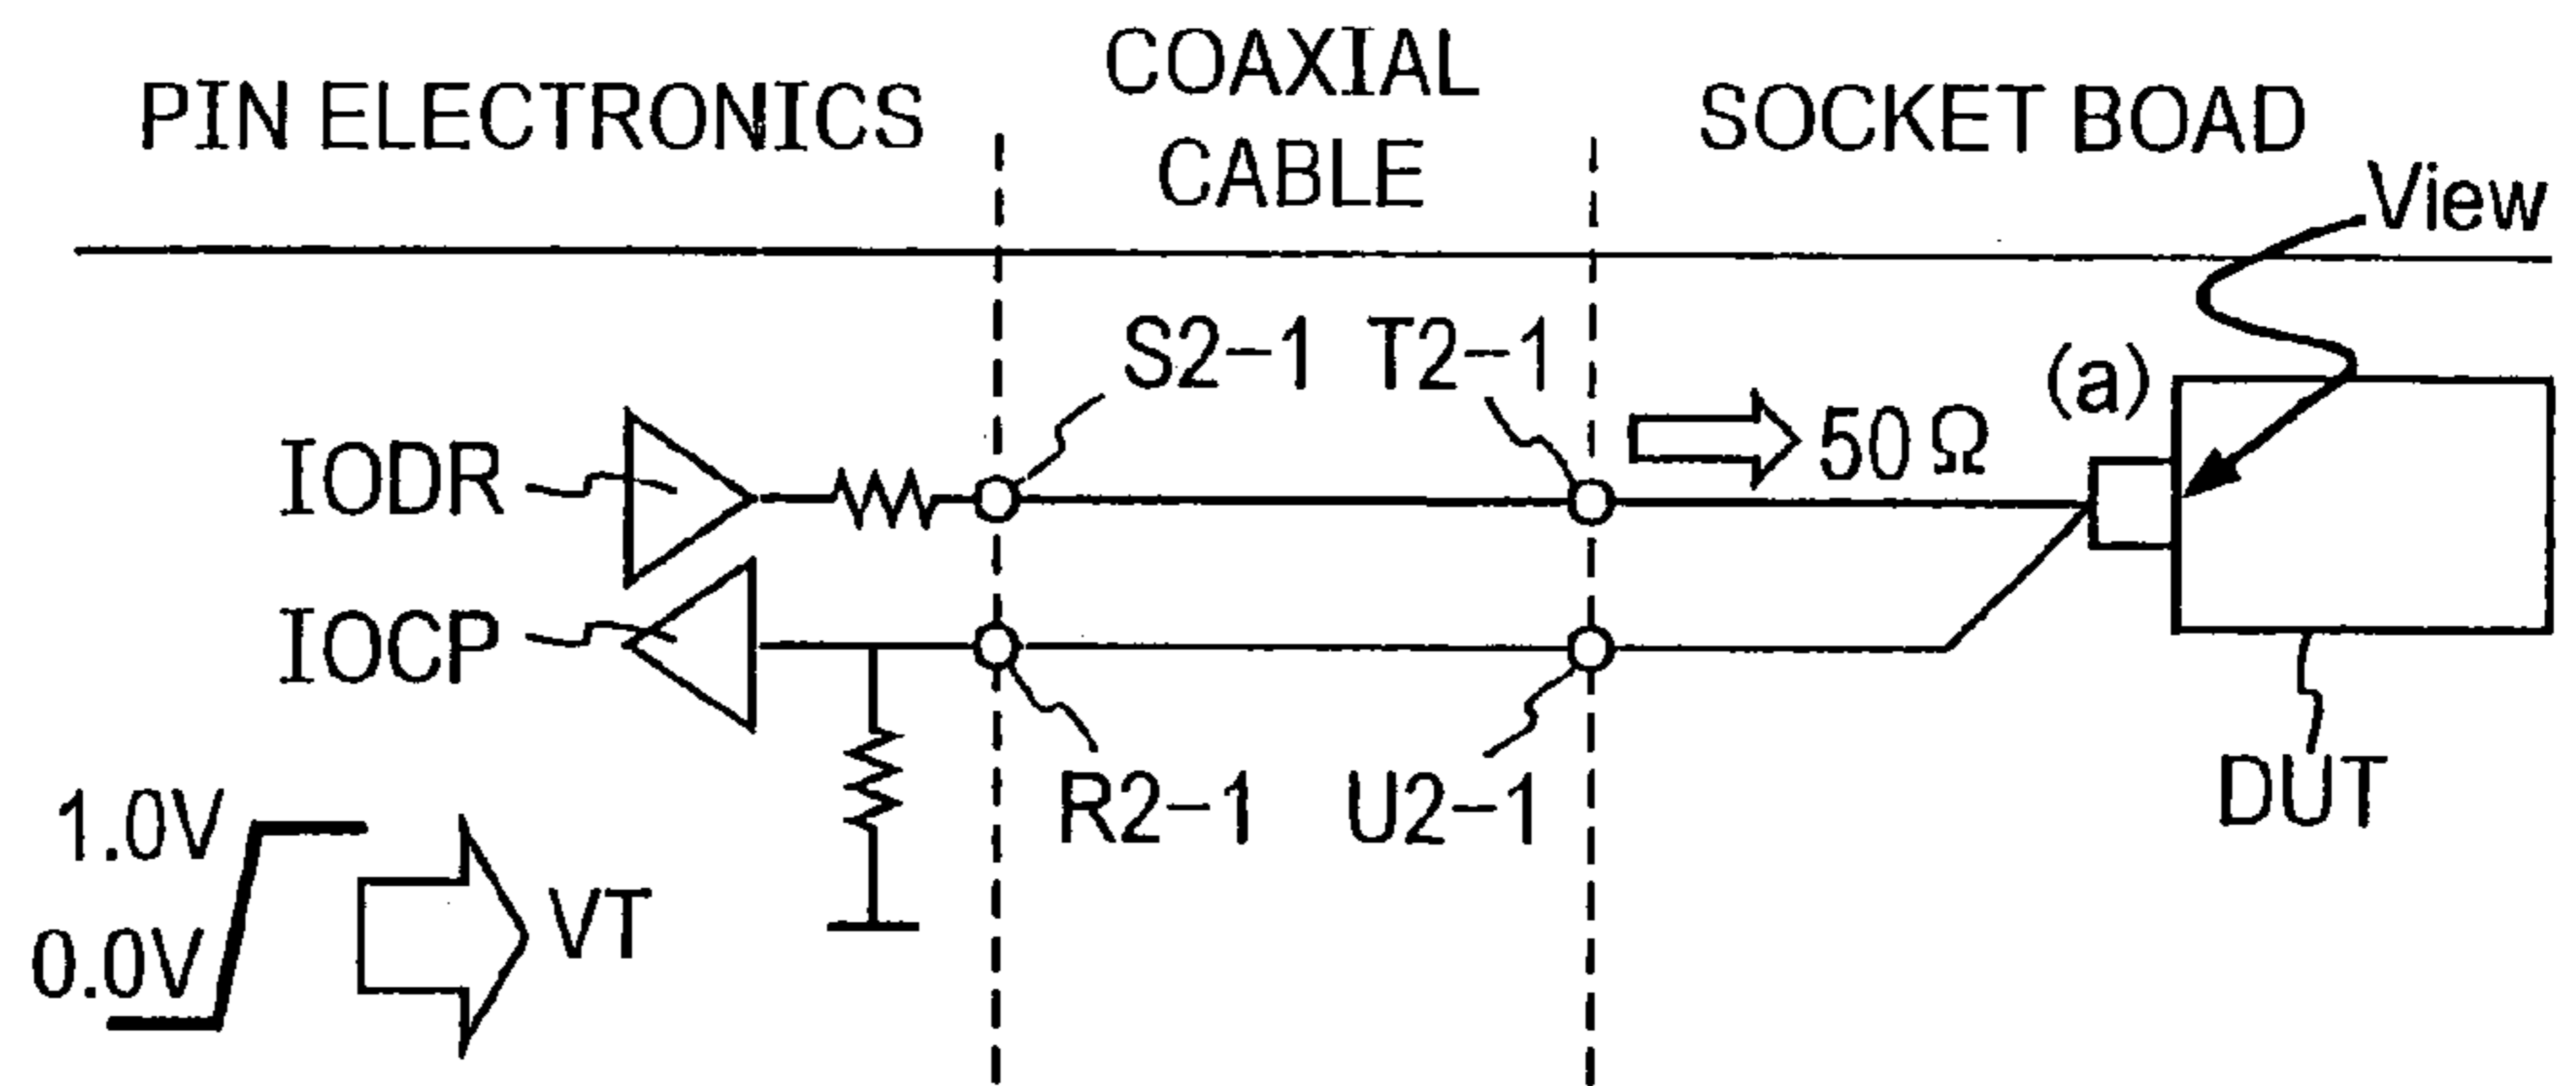 PIN ELECTRONICS
COAXIAL
CABLE
SOCKET BOAD
View
S2-1
T2-1
(a)
50 Ω
IODR
IOCP
R2-1
U2-1
DUT
1.0V
0.0V
VT